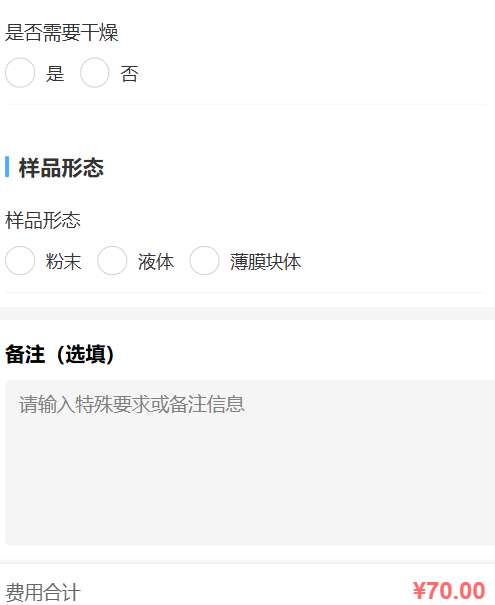 是否需要干燥
是 否
样品形态
样品形态
粉末 液体 薄膜块体
备注（选填）
请输入特殊要求或备注信息
费用合计 ¥70.00